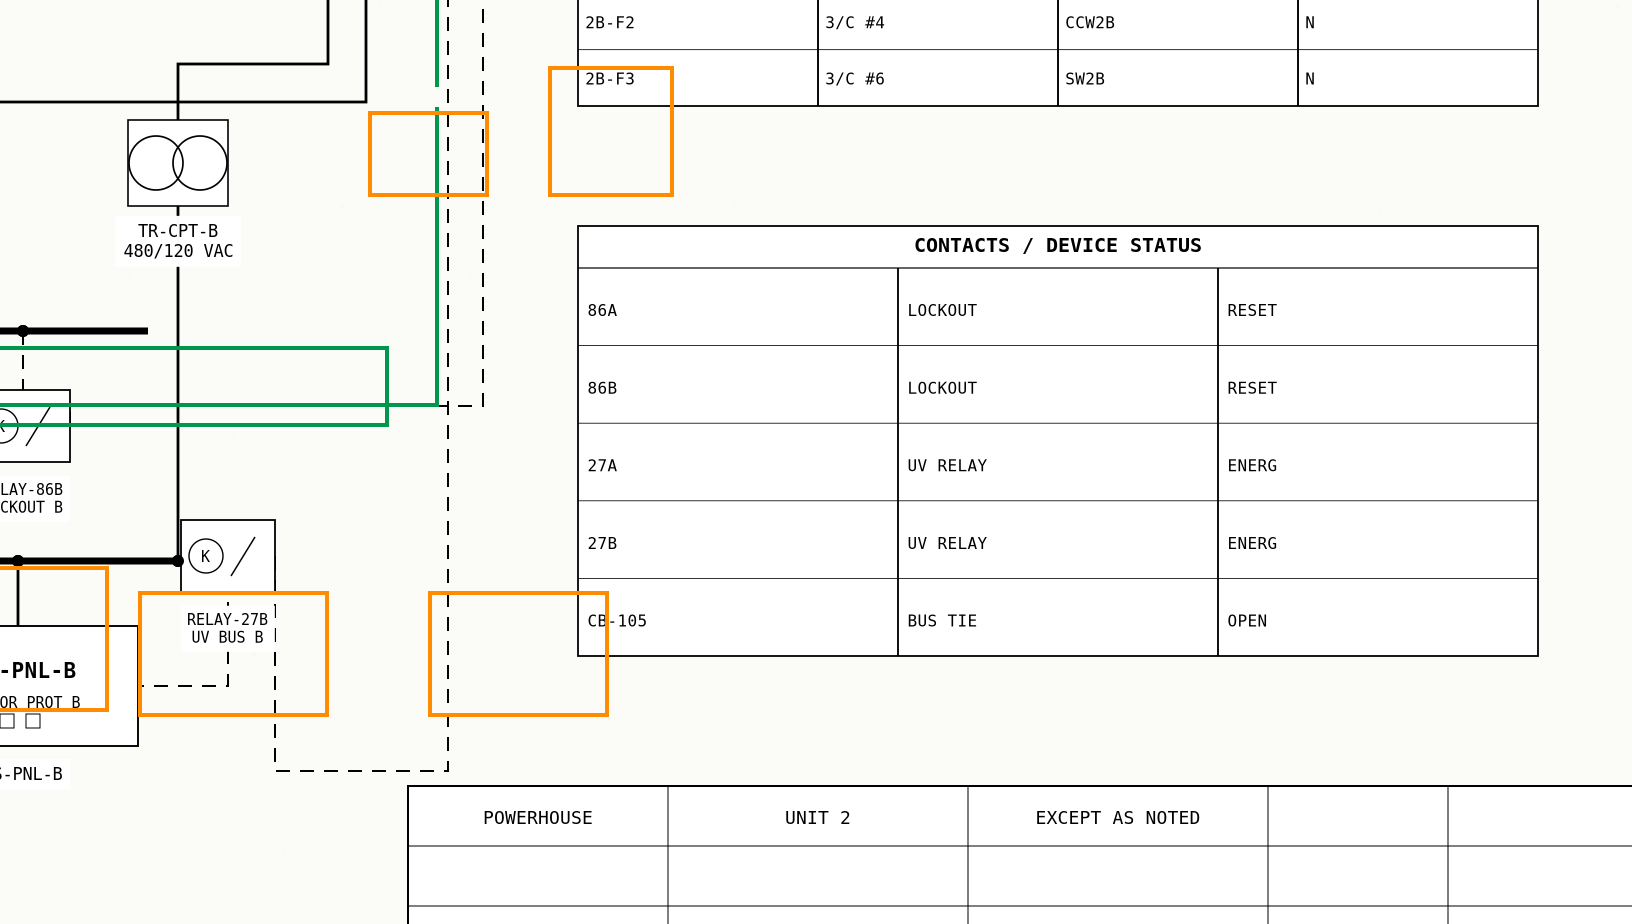 2B-F2 3/C #4 CCW2B N
2B-F3 3/C #6 SW2B N
TR-CPT-B
480/120 VAC
CONTACTS / DEVICE STATUS
86A LOCKOUT RESET
86B LOCKOUT RESET
27A UV RELAY ENERG
27B UV RELAY ENERG
CB-105 BUS TIE OPEN
K
LAY-86B
CKOUT B
K
RELAY-27B
UV BUS B
-PNL-B
OR PROT B
S-PNL-B
POWERHOUSE UNIT 2 EXCEPT AS NOTED